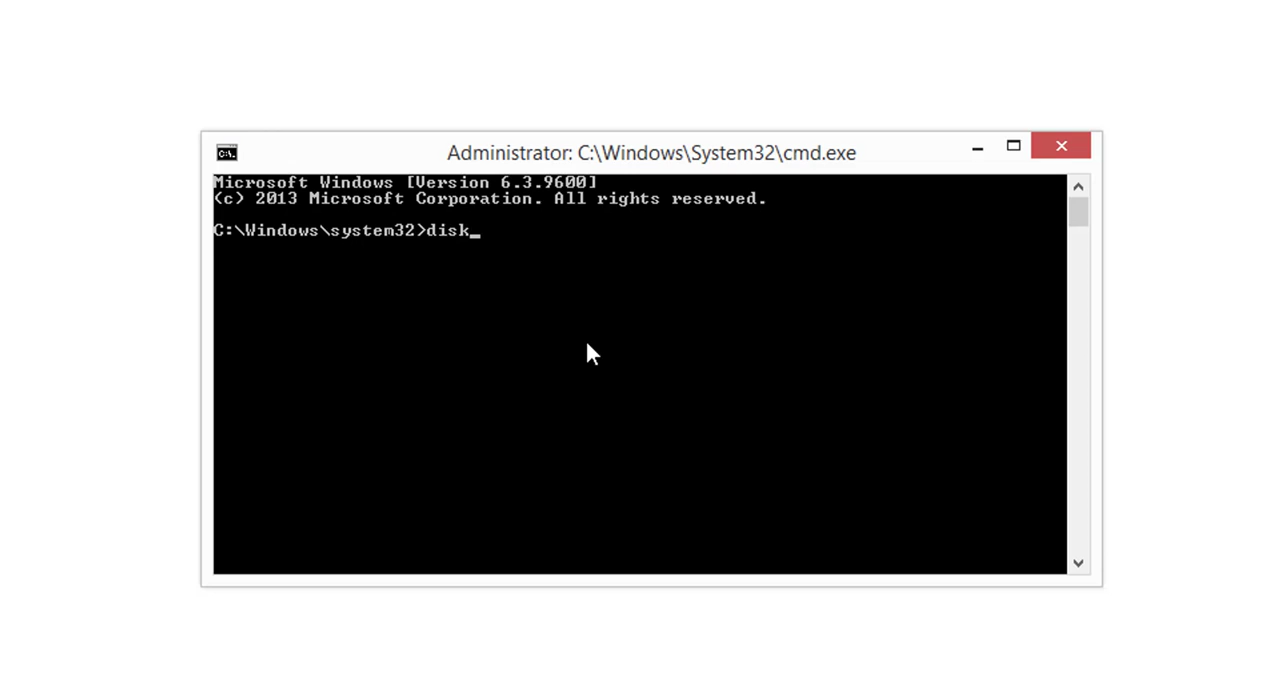 Administrator: C:\Windows\System32\cmd.exe
Microsoft Windows [Version 6.3.9600]
(c) 2013 Microsoft Corporation. All rights reserved.
C:\Windows\system32>disk_